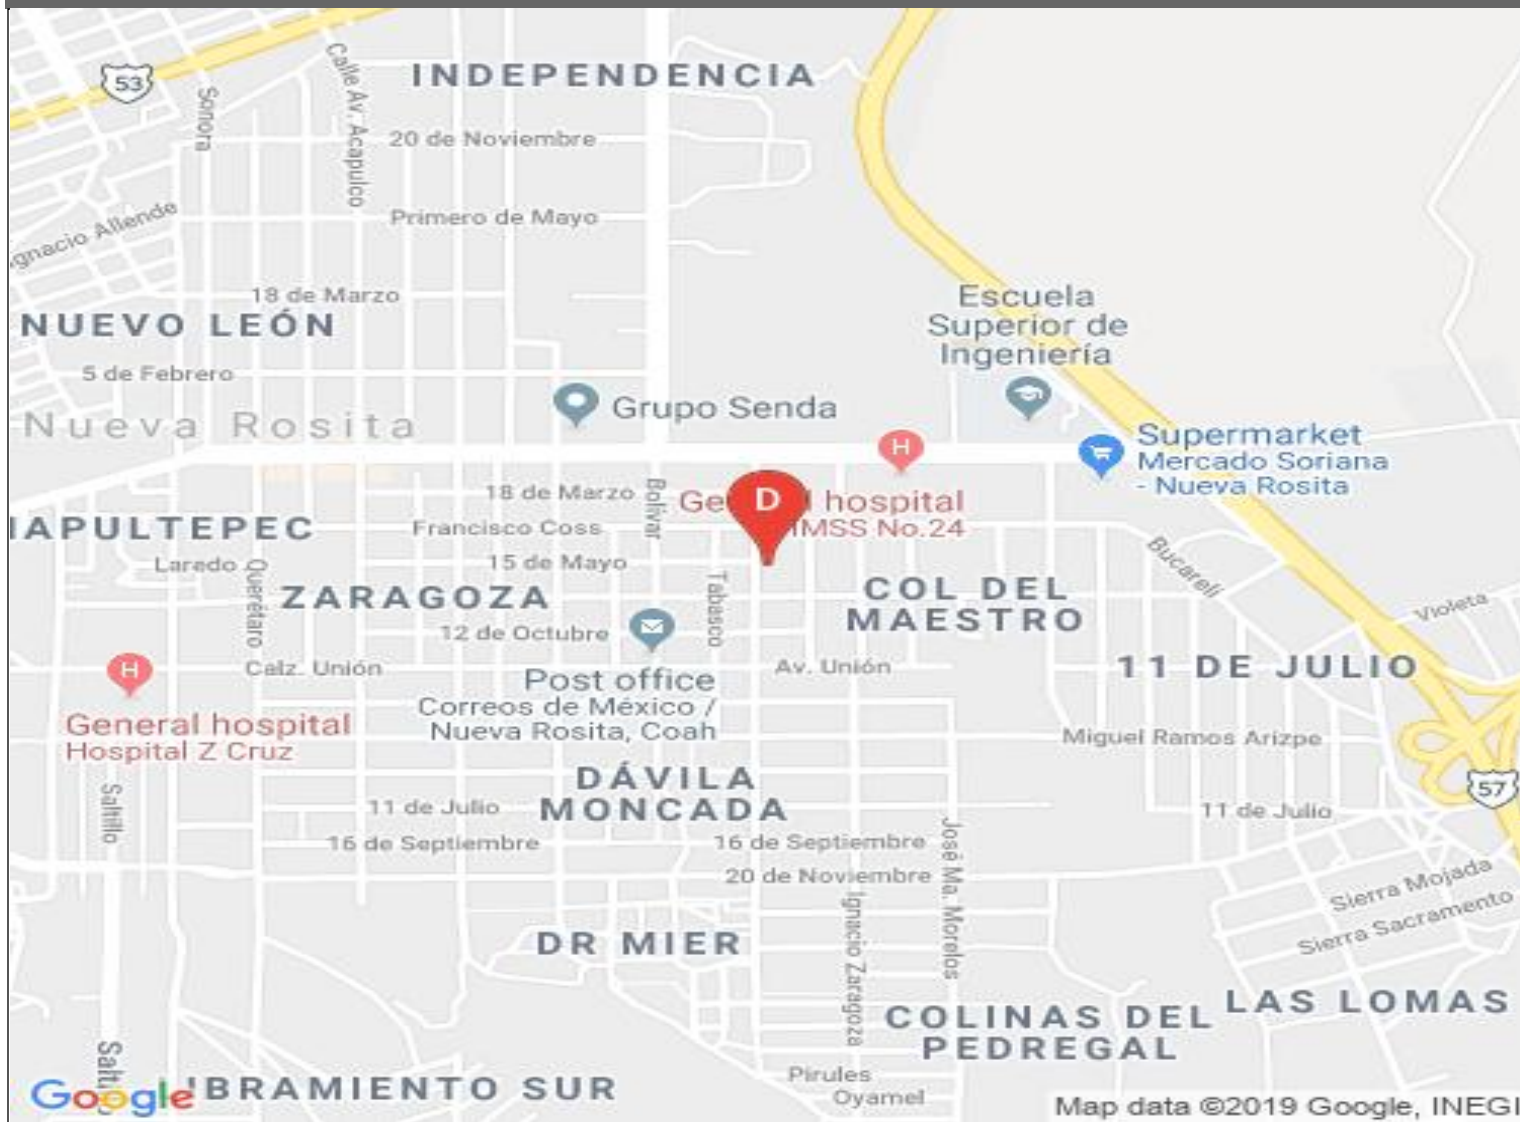 53
INDEPENDENCIA
Calle Av. Acapulco
Sonora
20 de Noviembre
Primero de Mayo
Ignacio Allende
18 de Marzo
NUEVO LEÓN
5 de Febrero
Nueva Rosita
Grupo Senda
Escuela
Superior de
Ingeniería
H
Supermarket
Mercado Soriana
- Nueva Rosita
18 de Marzo
Bolívar
D
hospital
IMSS No.24
Francisco Coss
15 de Mayo
Laredo
Querétaro
ZARAGOZA
Tabasco
COL DEL
MAESTRO
Bucareli
Violeta
12 de Octubre
Calz. Unión
Av. Unión
11 DE JULIO
H
General hospital
Hospital Z Cruz
Post office
Correos de México /
Nueva Rosita, Coah
Miguel Ramos Arizpe
57
DÁVILA
MONCADA
Saltillo
11 de Julio
11 de Julio
16 de Septiembre
16 de Septiembre
20 de Noviembre
José Ma. Morelos
Ignacio Zaragoza
Sierra Mojada
Sierra Sacramento
DR MIER
COLINAS DEL
PEDREGAL
LAS LOMAS
BRAMIENTO SUR
Pirules
Oyamel
Google
Map data ©2019 Google, INEGI